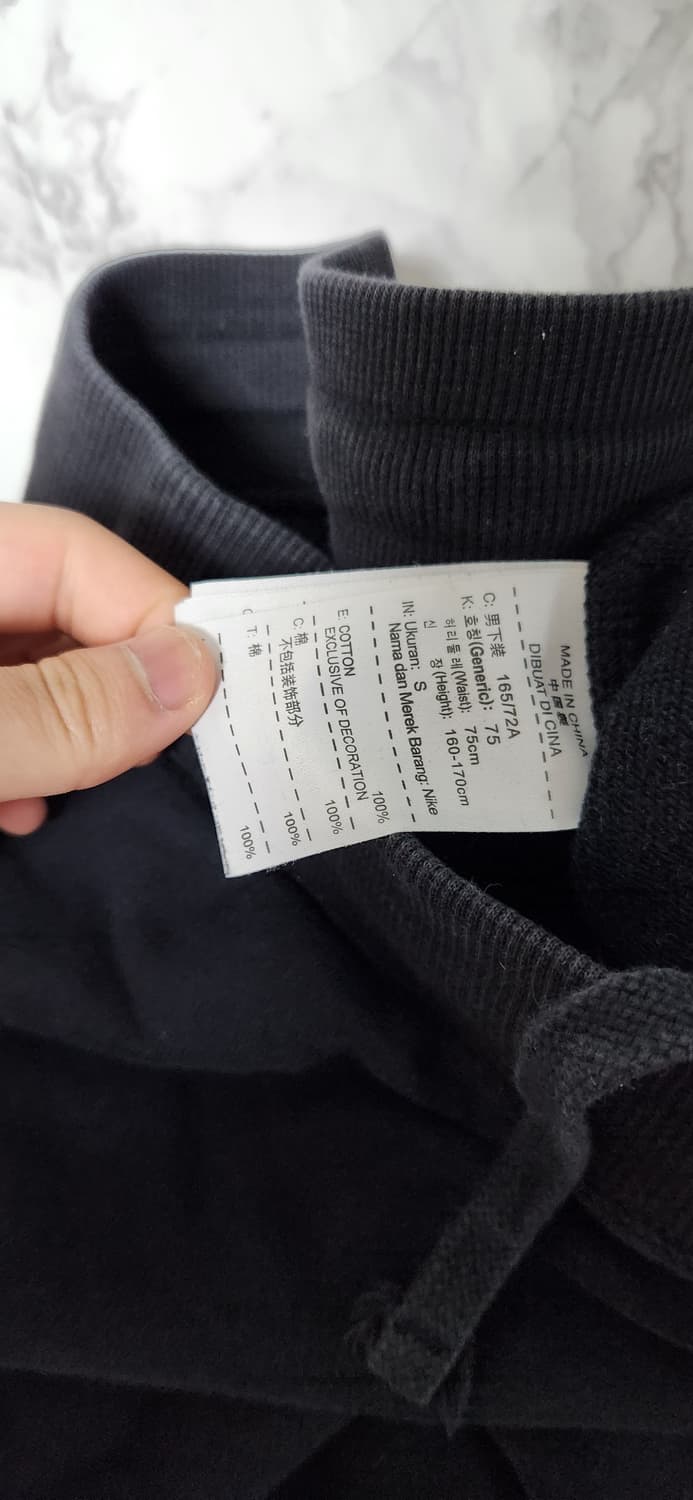 MADE IN CHINA
中国製
DIBUAT DI CINA
C: 男下装 165/72A
K: 호칭(Generic): 75
허리둘레(Waist): 75cm
신장(Height): 160-170cm
IN: Ukuran: S
Nama dan Merek Barang: Nike
100%
E: COTTON
EXCLUSIVE OF DECORATION
100%
C: 棉
不包括装饰部分
100%
T: 棉
100%